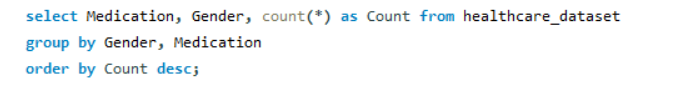 select Medication, Gender, count(*) as Count from healthcare_dataset
group by Gender, Medication
order by Count desc;